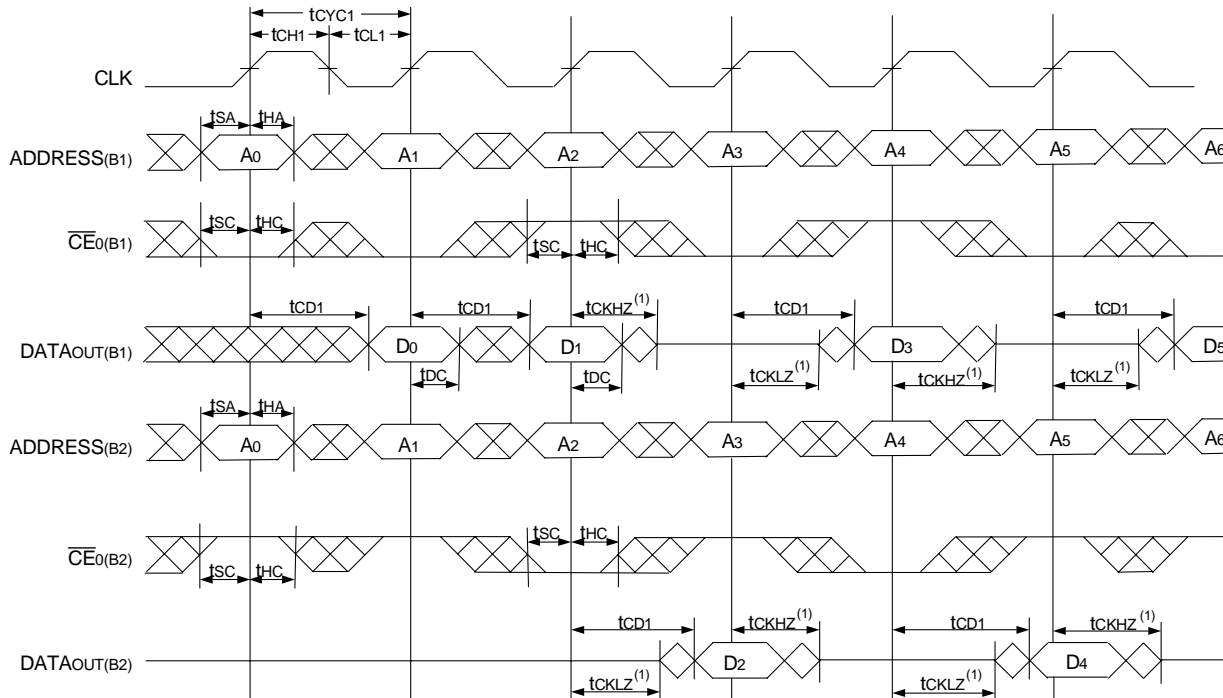 tCYC1
tCH1 tCL1
CLK
tSA tHA
ADDRESS(B1) A0 A1 A2 A3 A4 A5 A6
tSC tHC
CE0(B1)
tSC tHC
tCD1 tCD1 tCKHZ(1) tCD1 tCD1
DATAOUT(B1) D0 D1 D3 D5
tDC tDC tCKLZ(1) tCKHZ(1) tCKLZ(1)
tSA tHA
ADDRESS(B2) A0 A1 A2 A3 A4 A5 A6
tSC tHC
CE0(B2)
tSC tHC
tCD1 tCKHZ(1) tCD1 tCKHZ(1)
DATAOUT(B2) D2 D4
tCKLZ(1) tCKLZ(1)